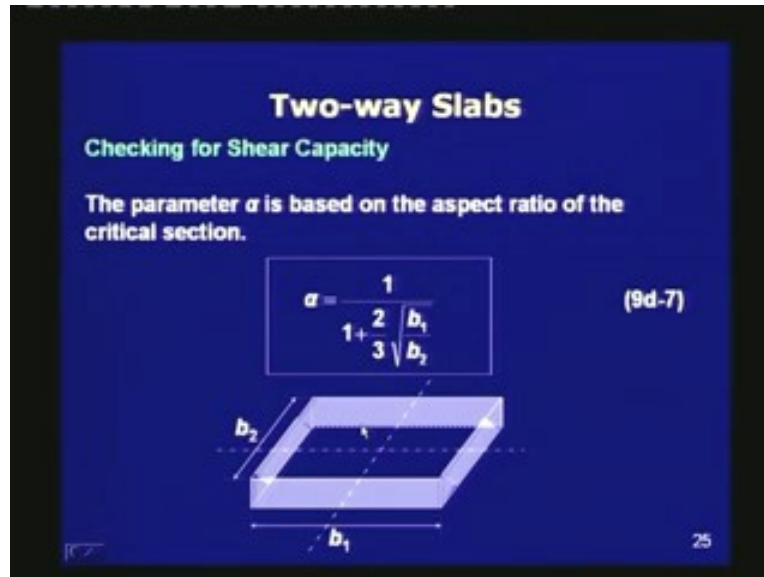 Two-way Slabs
Checking for Shear Capacity
The parameter α is based on the aspect ratio of the
critical section.
α = 1 / (1 + 2/3 √(b₁/b₂))
(9d-7)
b₂
b₁
25